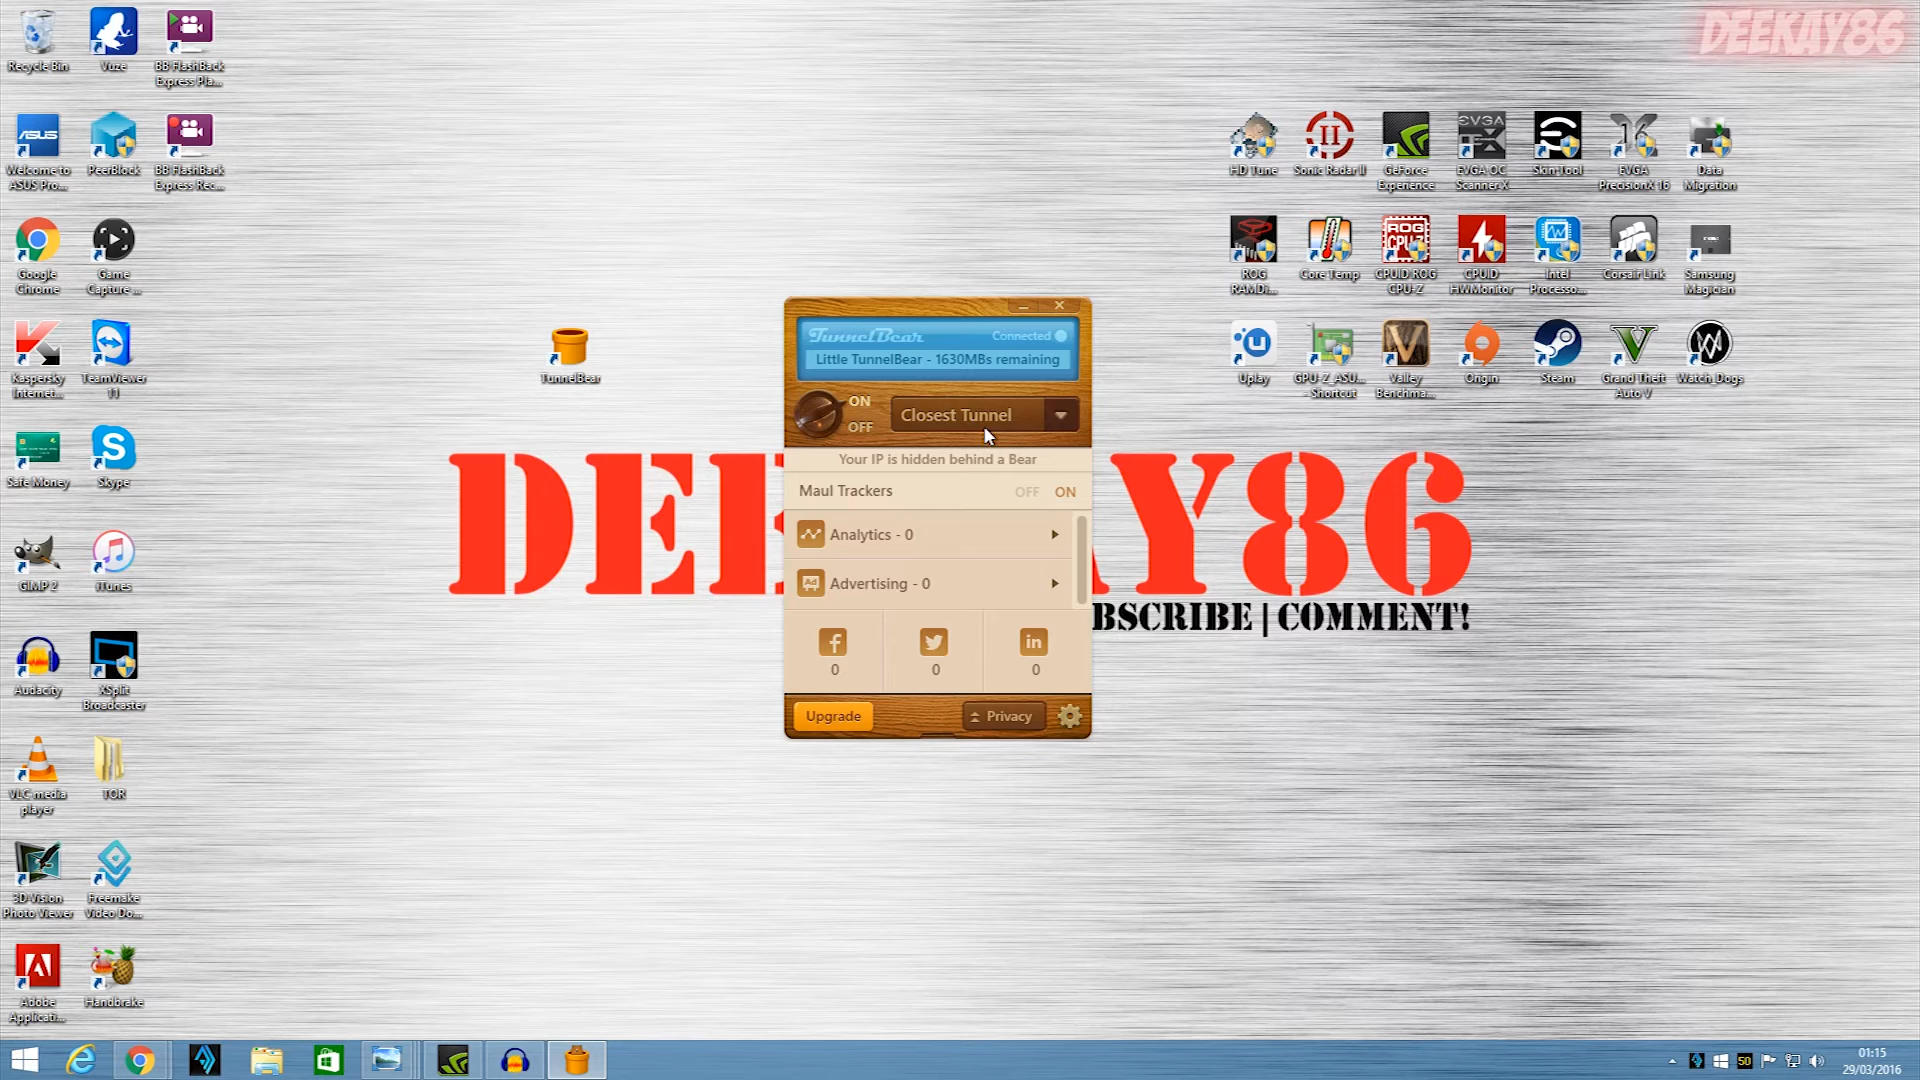 DEEKAY86
Recycle Bin
Vuze
BB FlashBack
Express Pla...
ASUS
Welcome to
ASUS Pro...
PeerBlock
BB FlashBack
Express Rec...
Google
Chrome
Game
Capture ...
Kaspersky
Internet...
TeamViewer
11
Safe Money
Skype
GIMP 2
iTunes
Audacity
XSplit
Broadcaster
VLC media
player
TOR
3D Vision
Photo Viewer
Freemake
Video Do...
Adobe
Applicati...
Handbrake
TunnelBear
HD Tune
Sonic Radar II
GeForce
Experience
EVGA OC
Scanner X
Skin Tool
EVGA
PrecisionX 16
Data
Migration
ROG
RAMDi...
Core Temp
CPUID ROG
CPU-Z
CPUID
HWMonitor
Intel
Processo...
Corsair Link
Samsung
Magician
Uplay
GPU-Z_ASU...
- Shortcut
Valley
Benchma...
Origin
Steam
Grand Theft
Auto V
Watch_Dogs
TunnelBear
Connected
Little TunnelBear - 1630MBs remaining
ON
OFF
Closest Tunnel
Your IP is hidden behind a Bear
Maul Trackers
OFF ON
Analytics - 0
Advertising - 0
0 0 0
Upgrade
Privacy
DEE AY86
BSCRIBE | COMMENT!
50
01:15
29/03/2016